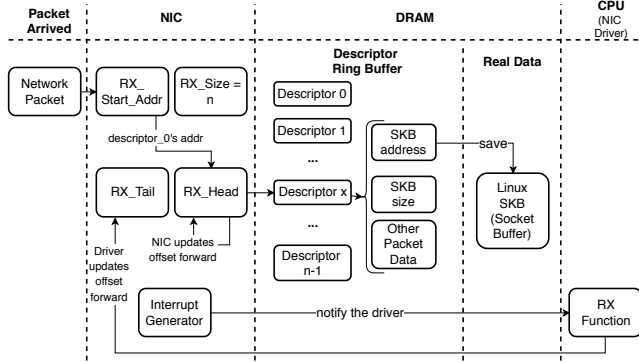 Packet
Arrived
NIC
DRAM
CPU
(NIC
Driver)
Descriptor
Ring Buffer
Real Data
Network
Packet
RX_
Start_Addr
RX_Size =
n
Descriptor 0
descriptor_0's addr
Descriptor 1
...
SKB
address
save
RX_Tail
RX_Head
Descriptor x
SKB
size
Linux
SKB
(Socket
Buffer)
Driver
updates
offset
forward
NIC updates
offset forward
...
Other
Packet
Data
Descriptor
n-1
Interrupt
Generator
notify the driver
RX
Function